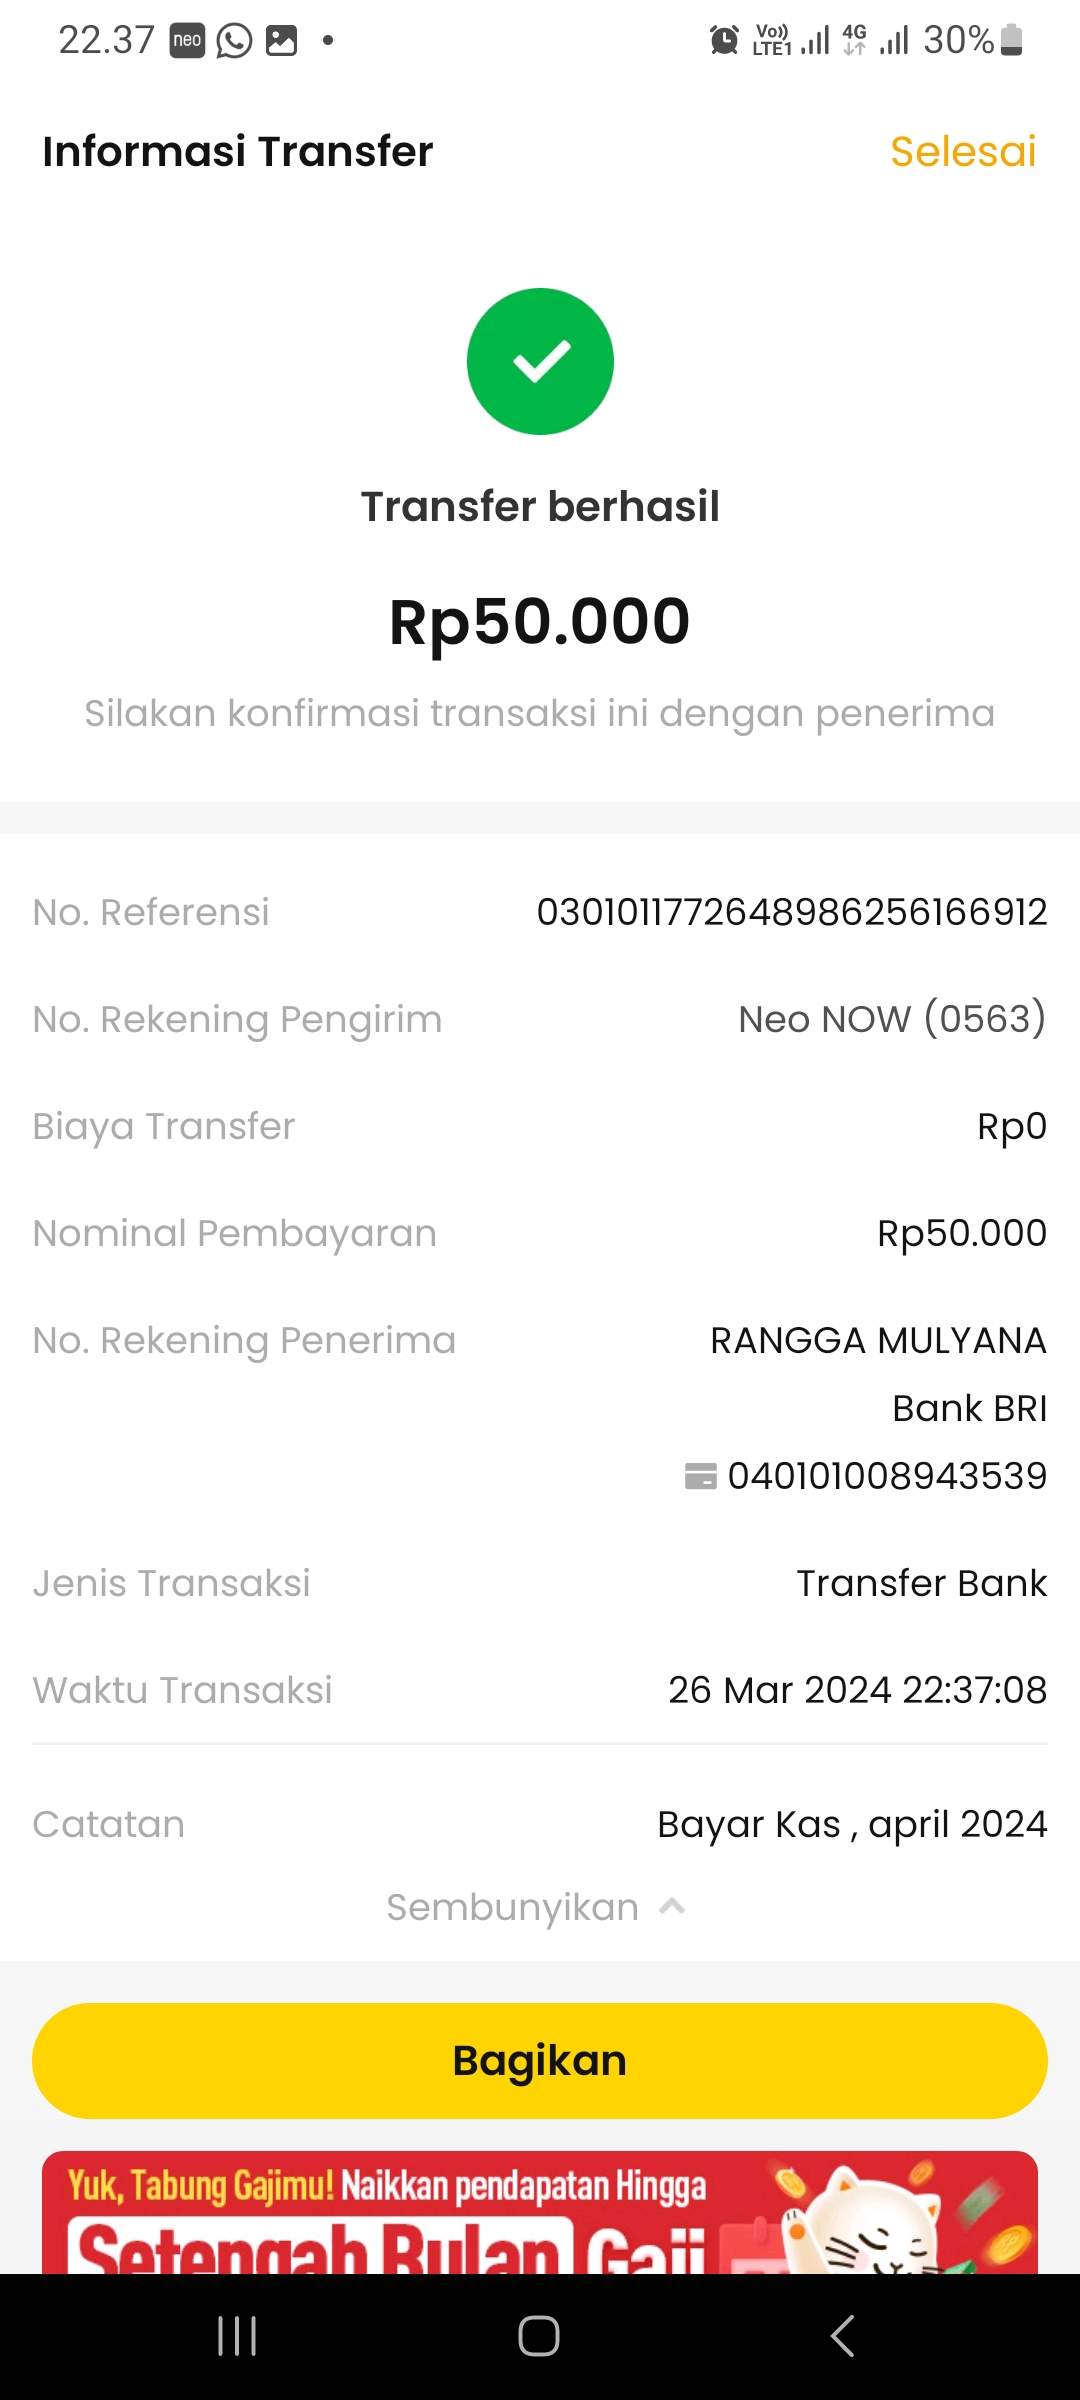 22.37 neo Vo)) LTE1 4G 30%
Informasi Transfer Selesai
Transfer berhasil
Rp50.000
Silakan konfirmasi transaksi ini dengan penerima
No. Referensi 0301011772648986256166912
No. Rekening Pengirim Neo NOW (0563)
Biaya Transfer Rp0
Nominal Pembayaran Rp50.000
No. Rekening Penerima RANGGA MULYANA
Bank BRI
040101008943539
Jenis Transaksi Transfer Bank
Waktu Transaksi 26 Mar 2024 22:37:08
Catatan Bayar Kas , april 2024
Sembunyikan
Bagikan
Yuk, Tabung Gajimu! Naikkan pendapatan Hingga
Setengah Bulan Gaji